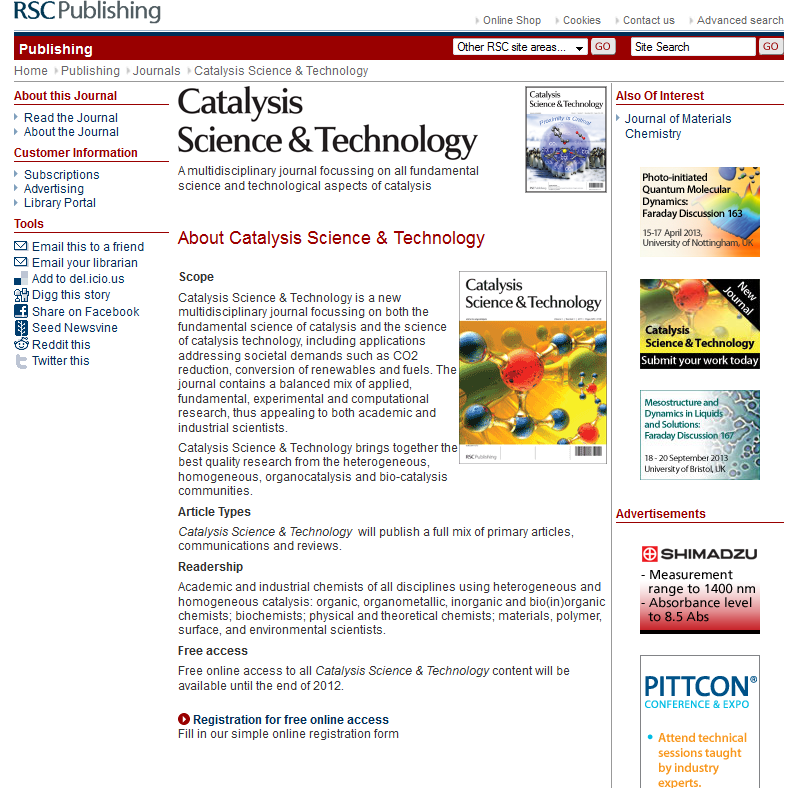 RSCPublishing
Online Shop Cookies Contact us Advanced search
Publishing
Other RSC site areas... GO Site Search GO
Home Publishing Journals Catalysis Science & Technology
About this Journal
Read the Journal
About the Journal
Customer Information
Subscriptions
Advertising
Library Portal
Tools
Email this to a friend
Email your librarian
Add to del.icio.us
Digg this story
Share on Facebook
Seed Newsvine
Reddit this
Twitter this
Catalysis
Science & Technology
A multidisciplinary journal focussing on all fundamental
science and technological aspects of catalysis
Catalysis
Science & Technology
Proximity is Critical
About Catalysis Science & Technology
Scope
Catalysis Science & Technology is a new
multidisciplinary journal focussing on both the
fundamental science of catalysis and the science
of catalysis technology, including applications
addressing societal demands such as CO2
reduction, conversion of renewables and fuels. The
journal contains a balanced mix of applied,
fundamental, experimental and computational
research, thus appealing to both academic and
industrial scientists.
Catalysis Science & Technology brings together the
best quality research from the heterogeneous,
homogeneous, organocatalysis and bio-catalysis
communities.
Catalysis
Science & Technology
RSCPublishing
Article Types
Catalysis Science & Technology will publish a full mix of primary articles,
communications and reviews.
Readership
Academic and industrial chemists of all disciplines using heterogeneous and
homogeneous catalysis: organic, organometallic, inorganic and bio(in)organic
chemists; biochemists; physical and theoretical chemists; materials, polymer,
surface, and environmental scientists.
Free access
Free online access to all Catalysis Science & Technology content will be
available until the end of 2012.
Registration for free online access
Fill in our simple online registration form
Also Of Interest
Journal of Materials
Chemistry
Photo-initiated
Quantum Molecular
Dynamics:
Faraday Discussion 163
15-17 April 2013,
University of Nottingham, UK
New
Journal
Catalysis
Science & Technology
Submit your work today
Mesostructure and
Dynamics in Liquids
and Solutions:
Faraday Discussion 167
18 - 20 September 2013
University of Bristol, UK
Advertisements
SHIMADZU
- Measurement
range to 1400 nm
- Absorbance level
to 8.5 Abs
PITTCON®
CONFERENCE & EXPO
• Attend technical
sessions taught
by industry
experts.